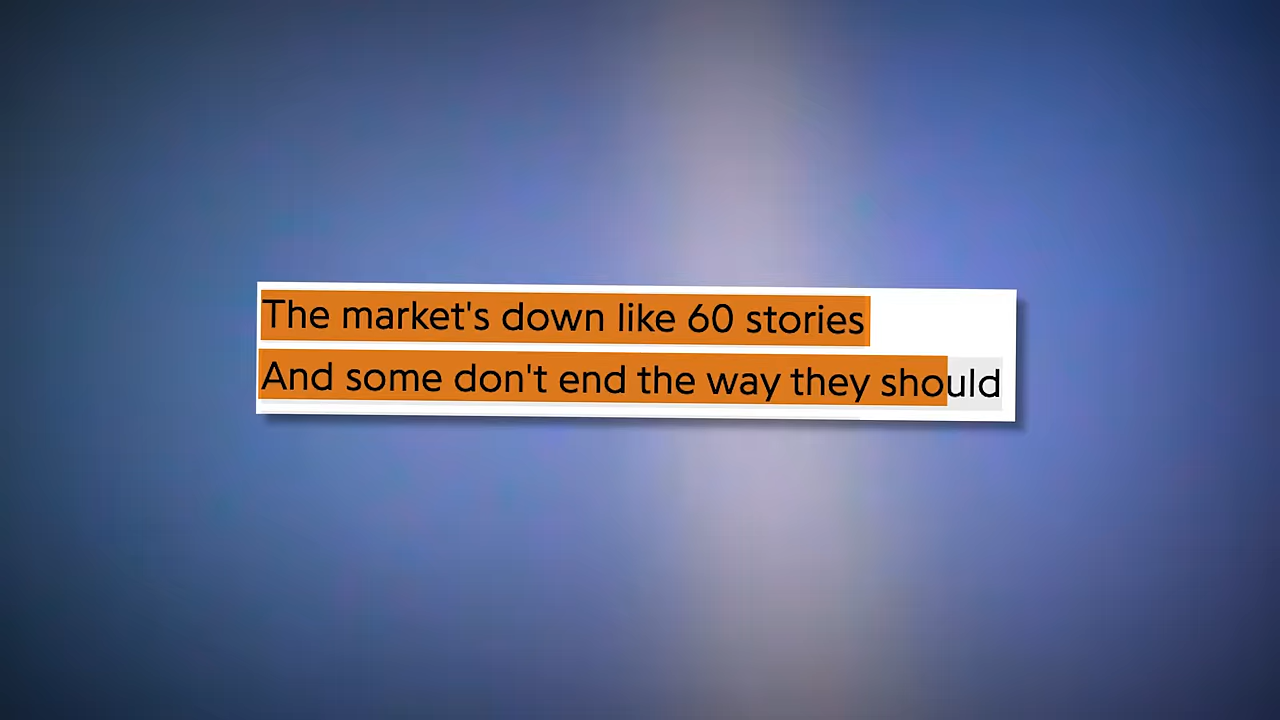 The market's down like 60 stories
And some don't end the way they should